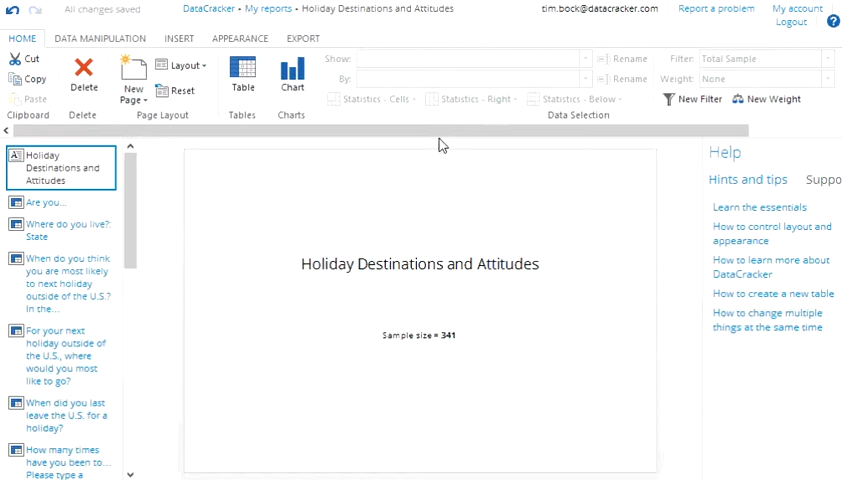 All changes saved
DataCracker • My reports • Holiday Destinations and Attitudes
tim.bock@datacracker.com
Report a problem
My account
Logout
?
HOME
DATA MANIPULATION
INSERT
APPEARANCE
EXPORT
Cut
Copy
Paste
Clipboard
Delete
Delete
New
Page
Layout
Reset
Page Layout
Table
Tables
Chart
Charts
Show:
Rename
By:
Rename
Statistics - Cells
Statistics - Right
Statistics - Below
Filter: Total Sample
Weight: None
New Filter
New Weight
Data Selection
Holiday
Destinations and
Attitudes
Are you...
Where do you live?:
State
When do you think
you are most likely
to next holiday
outside of the U.S.?
In the...
For your next
holiday outside of
the U.S., where
would you most
like to go?
When did you last
leave the U.S. for a
holiday?
How many times
have you been to...
Please type a
Holiday Destinations and Attitudes
Sample size = 341
Help
Hints and tips
Suppo
Learn the essentials
How to control layout and
appearance
How to learn more about
DataCracker
How to create a new table
How to change multiple
things at the same time